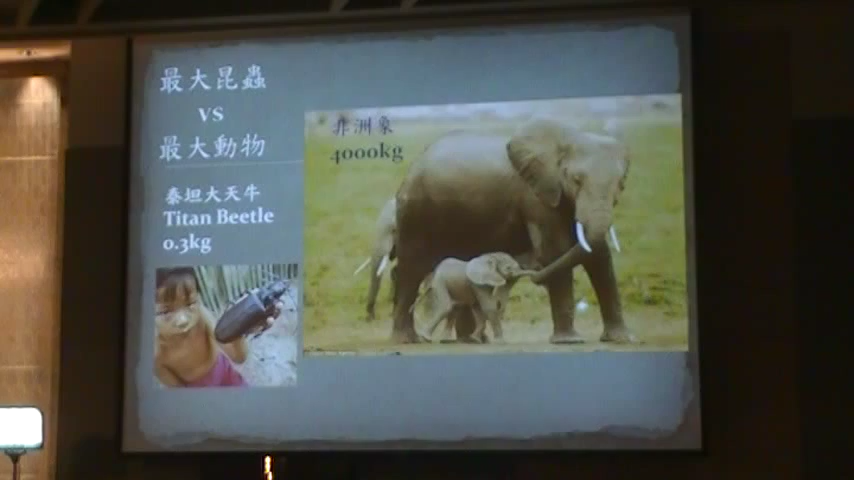 最大昆蟲
vs
最大動物
泰坦大天牛
Titan Beetle
0.3kg
非洲象
4000kg